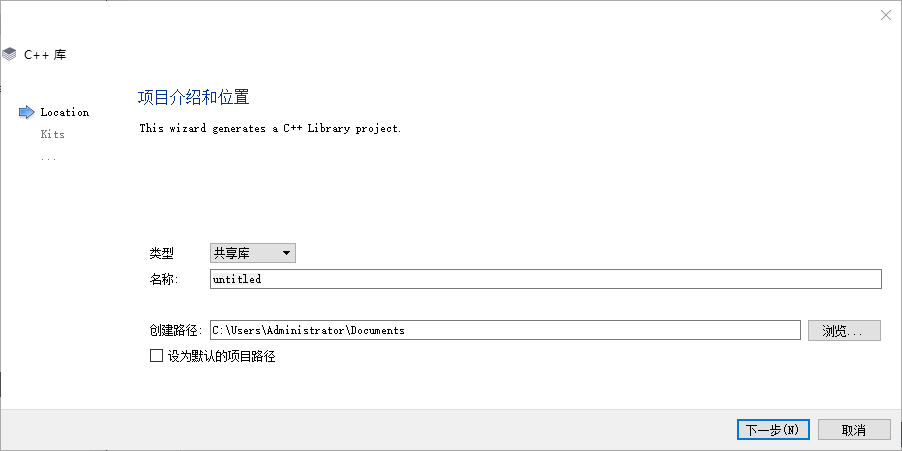 C++ 库
Location
Kits
...
项目介绍和位置
This wizard generates a C++ Library project.
类型 共享库
名称: untitled
创建路径: C:\Users\Administrator\Documents 浏览...
设为默认的项目路径
下一步(N) 取消